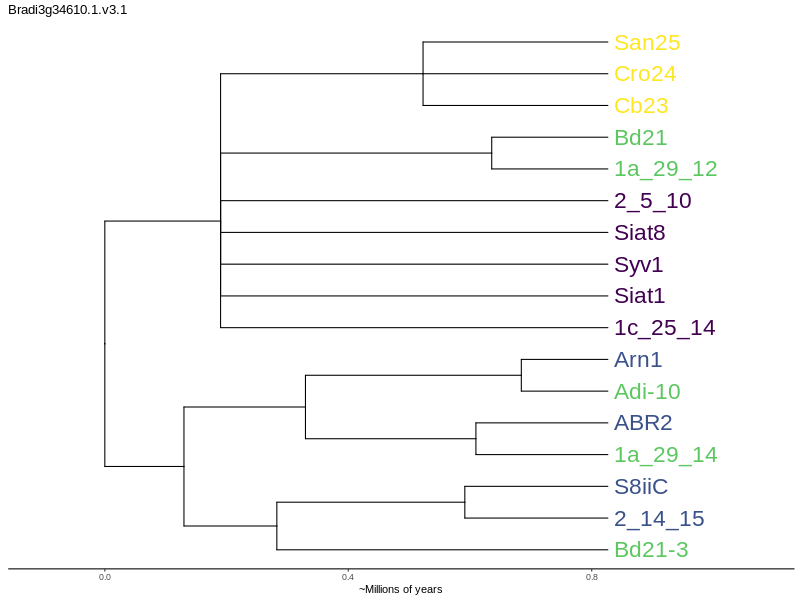 Bradi3g34610.1.v3.1
San25
Cro24
Cb23
Bd21
1a_29_12
2_5_10
Siat8
Syv1
Siat1
1c_25_14
Arn1
Adi-10
ABR2
1a_29_14
S8iiC
2_14_15
Bd21-3
0.0 0.4 0.8
~Millions of years